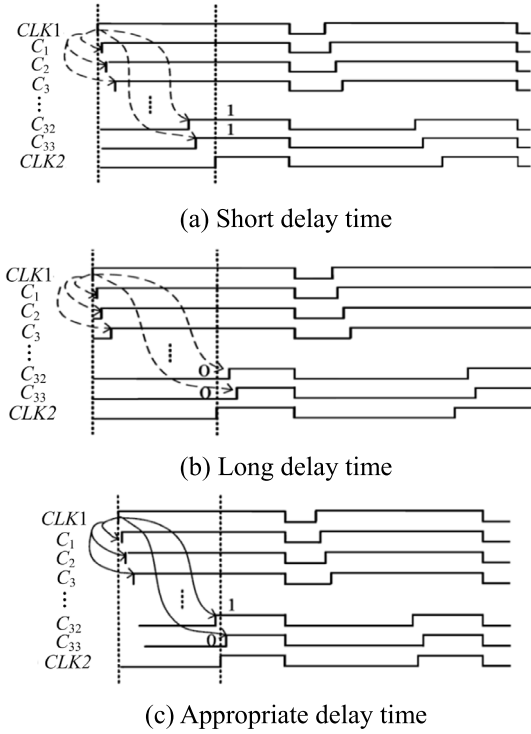 CLK1
C1
C2
C3
⋮
C32 1
C33 1
CLK2
(a) Short delay time
CLK1
C1
C2
C3
⋮
C32 0
C33 0
CLK2
(b) Long delay time
CLK1
C1
C2
C3
⋮
1
C32
C33 0
CLK2
(c) Appropriate delay time